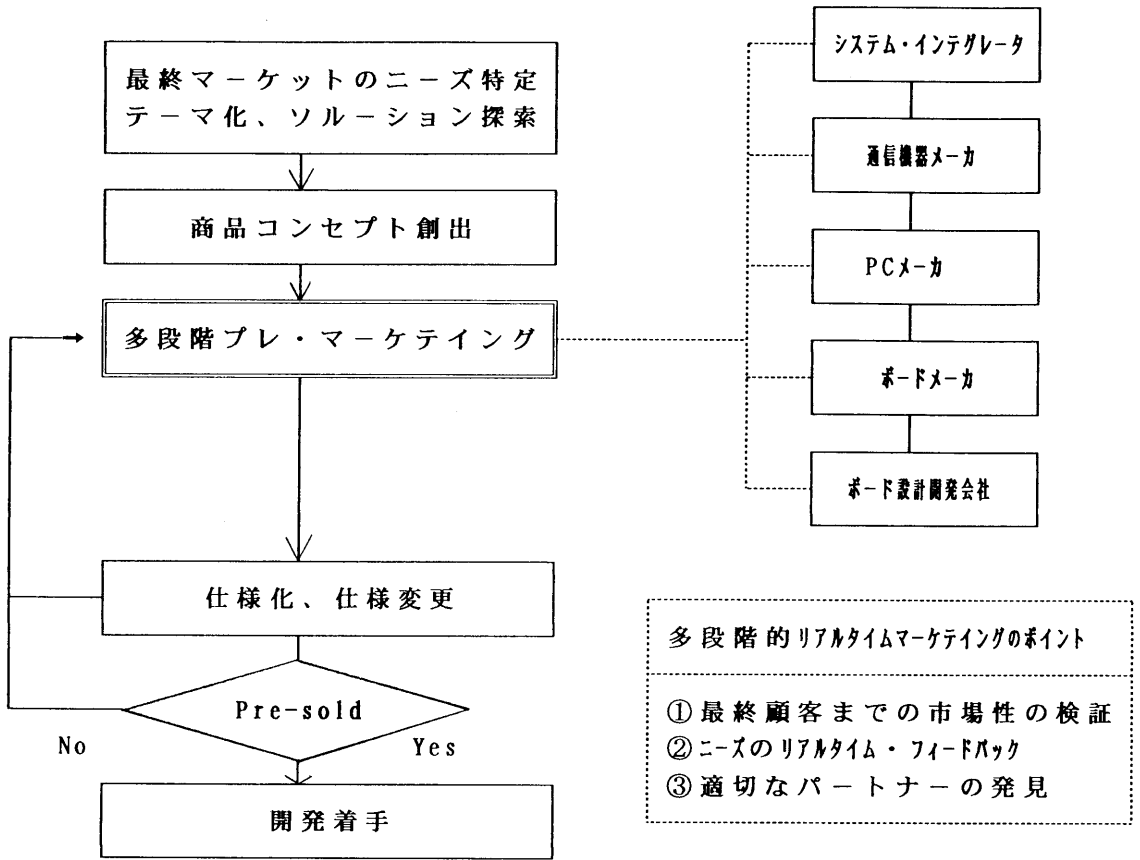 最終マーケットのニーズ特定
テーマ化、ソルーション探索
商品コンセプト創出
多段階プレ・マーケテイング
仕様化、仕様変更
Pre-sold
No
Yes
開発着手
システム・インテグレータ
通信機器メーカ
PCメーカ
ボードメーカ
ボード設計開発会社
多段階的リアルタイムマーケテイングのポイント
①最終顧客までの市場性の検証
②ニーズのリアルタイム・フィードバック
③適切なパートナーの発見